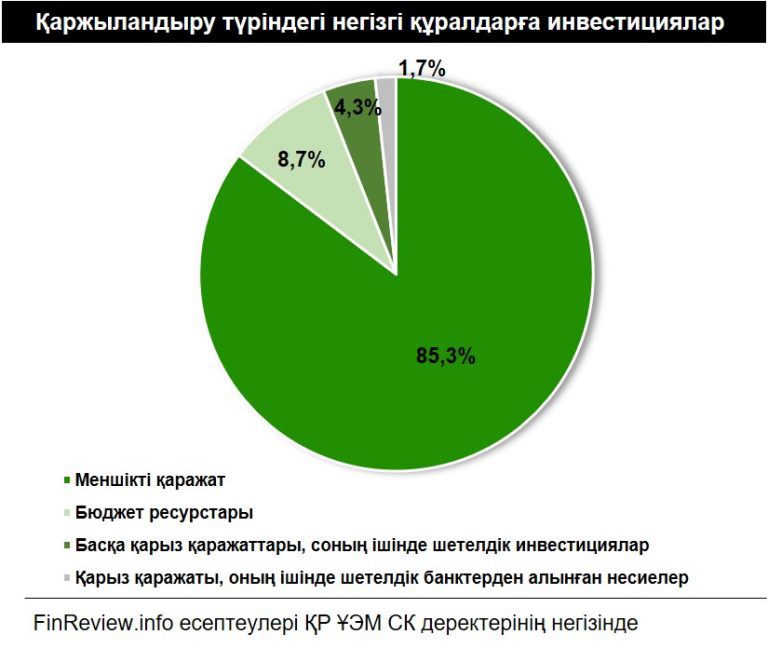 Қаржыландыру түріндегі негізгі құралдарға инвестициялар
1,7%
4,3%
8,7%
85,3%
Меншікті қаражат
Бюджет ресурстары
Басқа қарыз қаражаттары, соның ішінде шетелдік инвестициялар
Қарыз қаражаты, оның ішінде шетелдік банктерден алынған несиелер
FinReview.info есептеулері ҚР ҰЭМ СК деректерінің негізінде